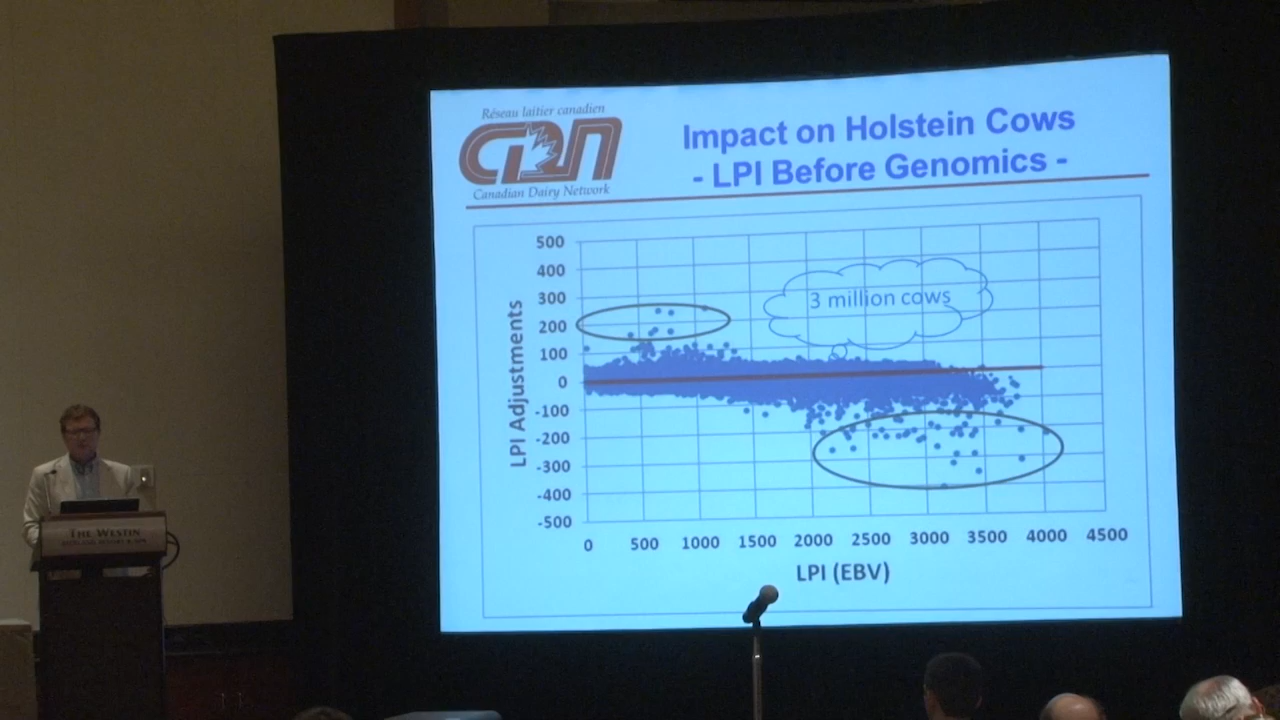 Réseau laitier canadien
CDN
Canadian Dairy Network
Impact on Holstein Cows
- LPI Before Genomics -
500
400
300
200
100
0
-100
-200
-300
-400
-500
LPI Adjustments
3 million cows
0 500 1000 1500 2000 2500 3000 3500 4000 4500
LPI (EBV)
THE WESTIN